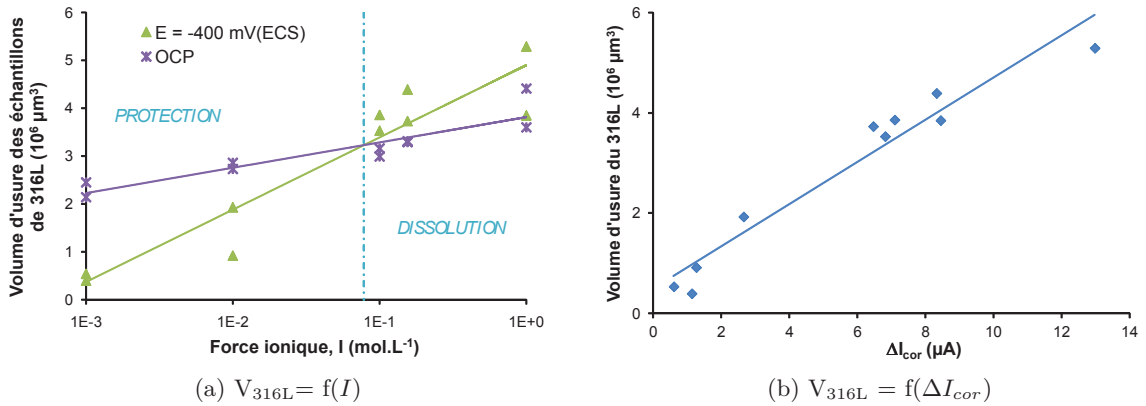 Volume d'usure des échantillons
de 316L (10⁶ µm³)
6
5
4
3
2
1
0
E = -400 mV(ECS)
OCP
PROTECTION
DISSOLUTION
1E-3
1E-2
1E-1
1E+0
Force ionique, I (mol.L⁻¹)
(a) V₃₁₆L= f(I)
Volume d'usure du 316L (10⁶ µm³)
6
4
2
0
0
2
4
6
8
10
12
14
ΔIcor (µA)
(b) V₃₁₆L = f(ΔIcor)